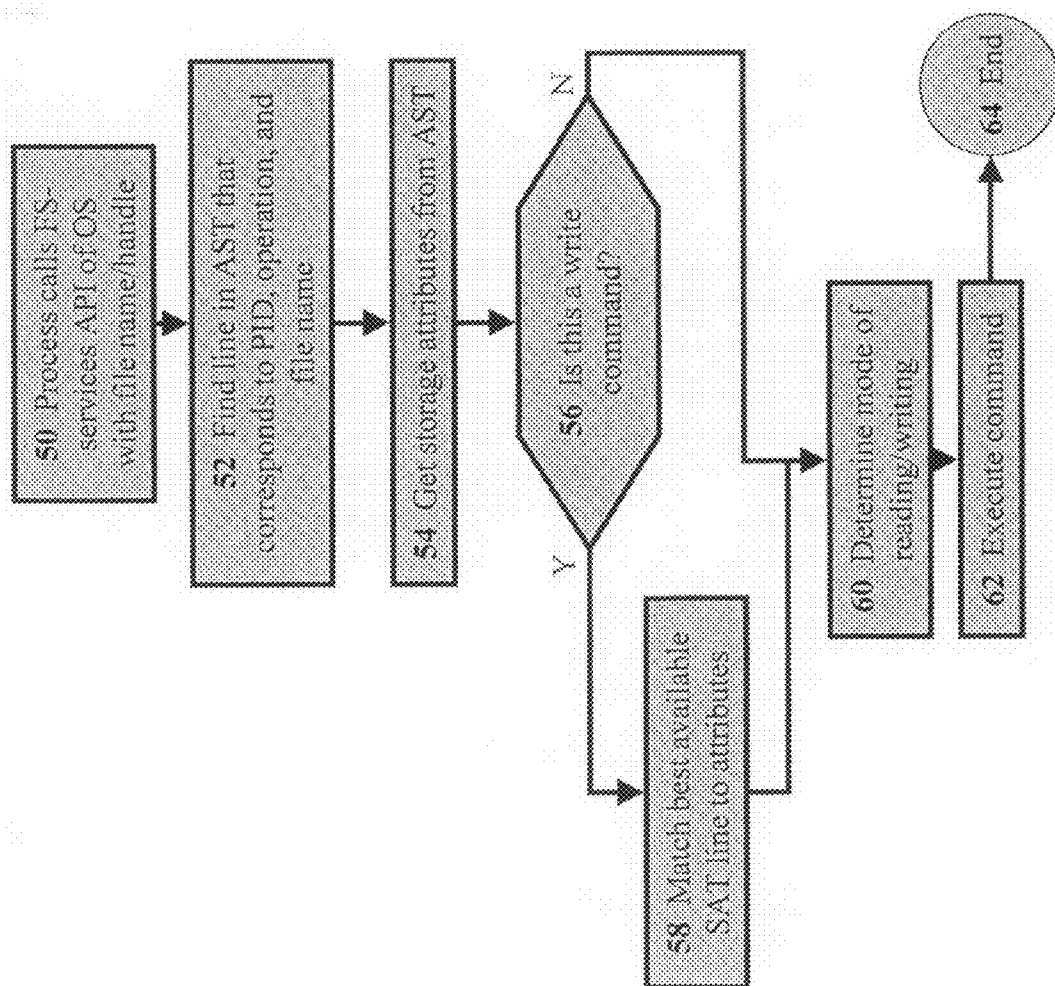 50 Process calls FS-
services API of OS
with file name/handle
52 Find line in AST that
corresponds to PID, operation, and
file name
54 Get storage attributes from AST
56 Is this a write
command?
Y
N
58 Match best available
SAT line to attributes
60 Determine mode of
reading/writing
62 Execute command
64 End